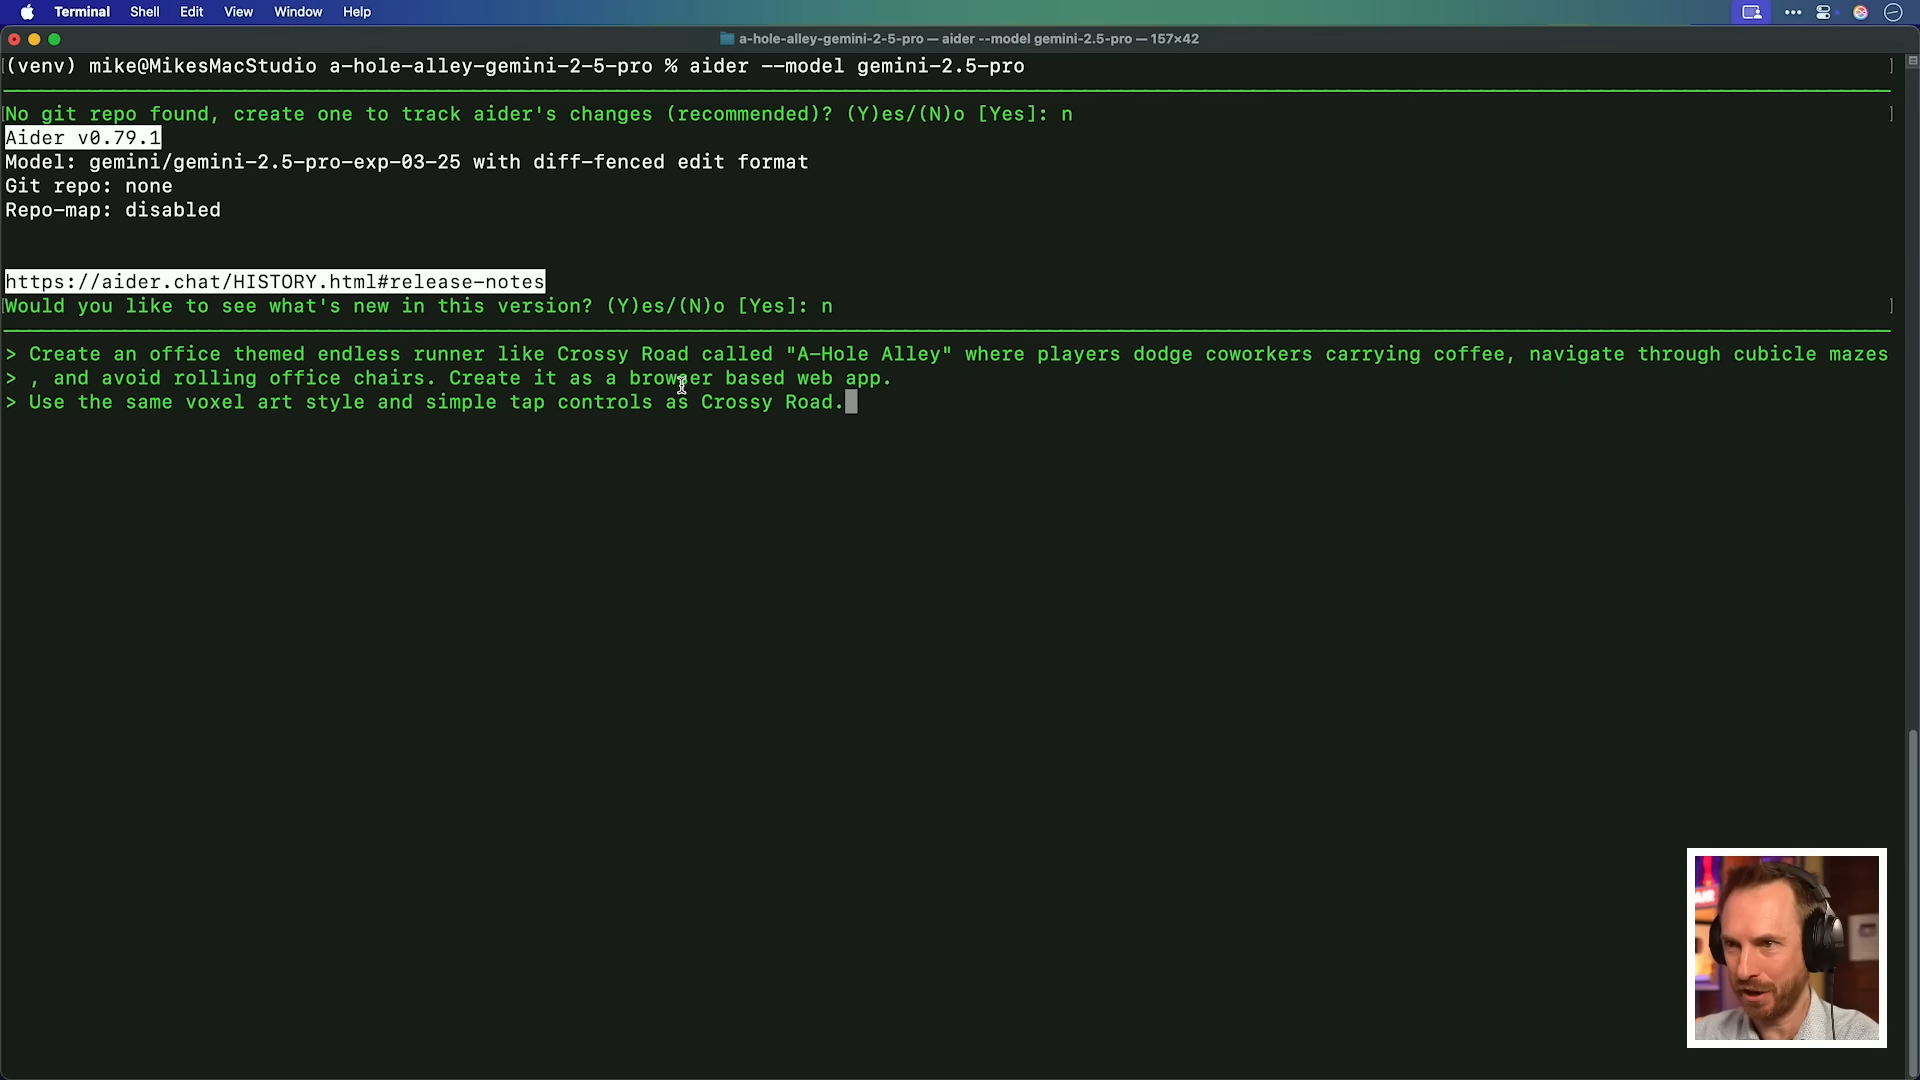 Terminal Shell Edit View Window Help
a-hole-alley-gemini-2-5-pro — aider --model gemini-2.5-pro — 157×42
(venv) mike@MikesMacStudio a-hole-alley-gemini-2-5-pro % aider --model gemini-2.5-pro
No git repo found, create one to track aider's changes (recommended)? (Y)es/(N)o [Yes]: n
Aider v0.79.1
Model: gemini/gemini-2.5-pro-exp-03-25 with diff-fenced edit format
Git repo: none
Repo-map: disabled
https://aider.chat/HISTORY.html#release-notes
Would you like to see what's new in this version? (Y)es/(N)o [Yes]: n
> Create an office themed endless runner like Crossy Road called "A-Hole Alley" where players dodge coworkers carrying coffee, navigate through cubicle mazes
> , and avoid rolling office chairs. Create it as a browser based web app.
> Use the same voxel art style and simple tap controls as Crossy Road.